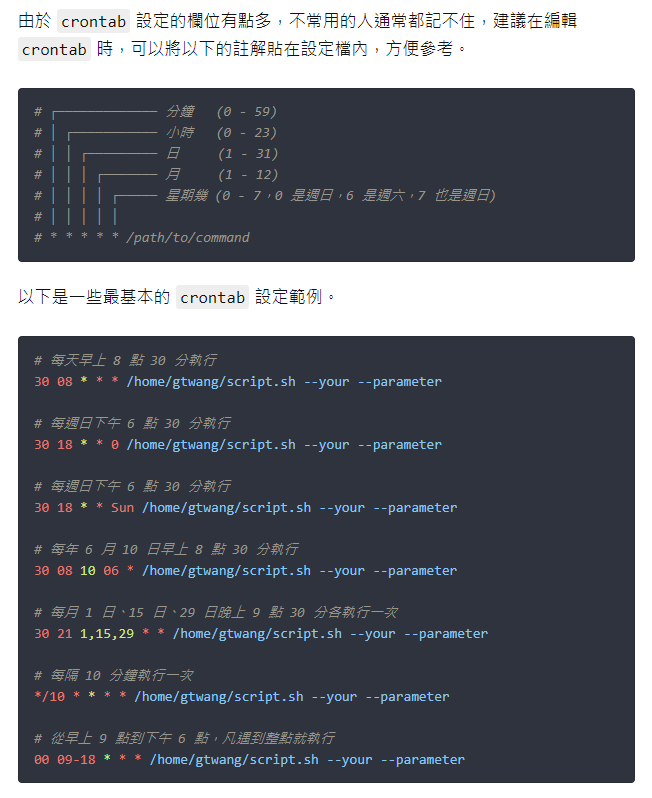 由於 crontab 設定的欄位有點多，不常用的人通常都記不住，建議在編輯
crontab 時，可以將以下的註解貼在設定檔內，方便參考。
# ┌───────────── 分鐘   (0 - 59)
# │ ┌─────────── 小時   (0 - 23)
# │ │ ┌───────── 日     (1 - 31)
# │ │ │ ┌─────── 月     (1 - 12)
# │ │ │ │ ┌───── 星期幾 (0 - 7，0 是週日，6 是週六，7 也是週日)
# │ │ │ │ │
# * * * * * /path/to/command
以下是一些最基本的 crontab 設定範例。
# 每天早上 8 點 30 分執行
30 08 * * * /home/gtwang/script.sh --your --parameter
# 每週日下午 6 點 30 分執行
30 18 * * 0 /home/gtwang/script.sh --your --parameter
# 每週日下午 6 點 30 分執行
30 18 * * Sun /home/gtwang/script.sh --your --parameter
# 每年 6 月 10 日早上 8 點 30 分執行
30 08 10 06 * /home/gtwang/script.sh --your --parameter
# 每月 1 日、15 日、29 日晚上 9 點 30 分各執行一次
30 21 1,15,29 * * /home/gtwang/script.sh --your --parameter
# 每隔 10 分鐘執行一次
*/10 * * * * /home/gtwang/script.sh --your --parameter
# 從早上 9 點到下午 6 點，凡遇到整點就執行
00 09-18 * * * /home/gtwang/script.sh --your --parameter